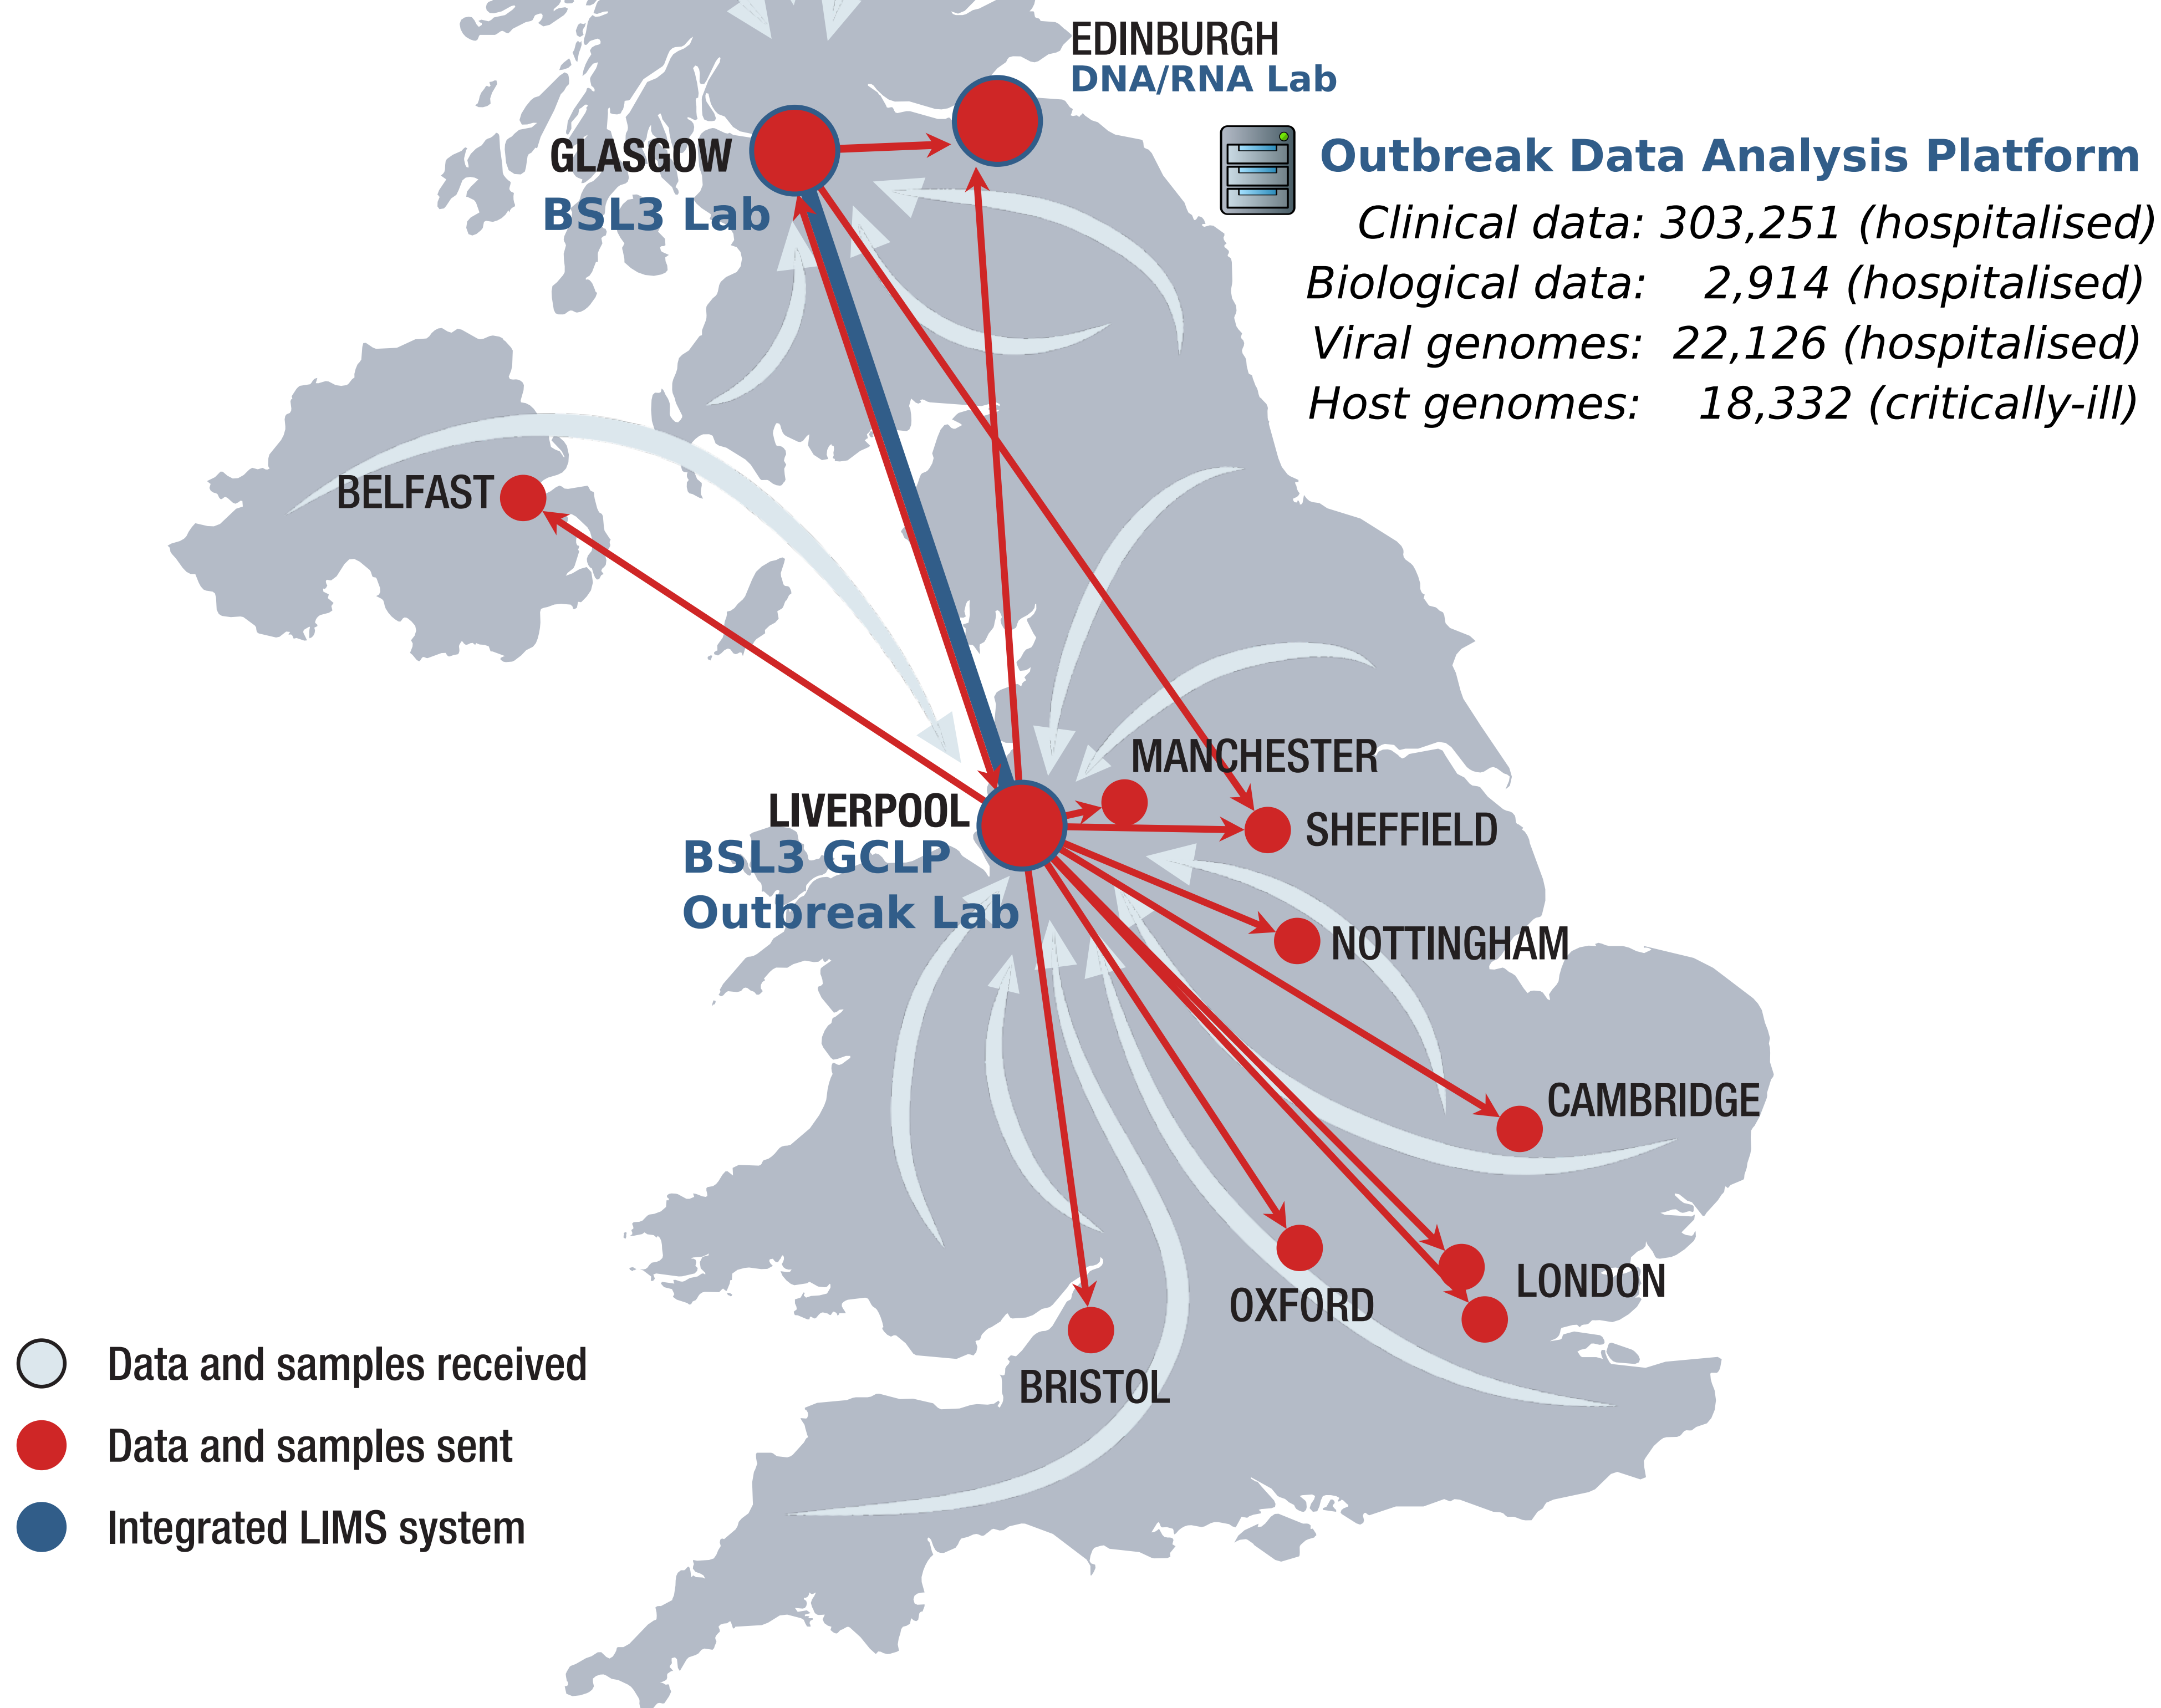 EDINBURGH
DNA/RNA Lab
GLASGOW
BSL3 Lab
Outbreak Data Analysis Platform
Clinical data: 303,251 (hospitalised)
Biological data: 2,914 (hospitalised)
Viral genomes: 22,126 (hospitalised)
Host genomes: 18,332 (critically-ill)
BELFAST
MANCHESTER
LIVERPOOL
BSL3 GCLP
Outbreak Lab
SHEFFIELD
NOTTINGHAM
CAMBRIDGE
LONDON
OXFORD
BRISTOL
Data and samples received
Data and samples sent
Integrated LIMS system